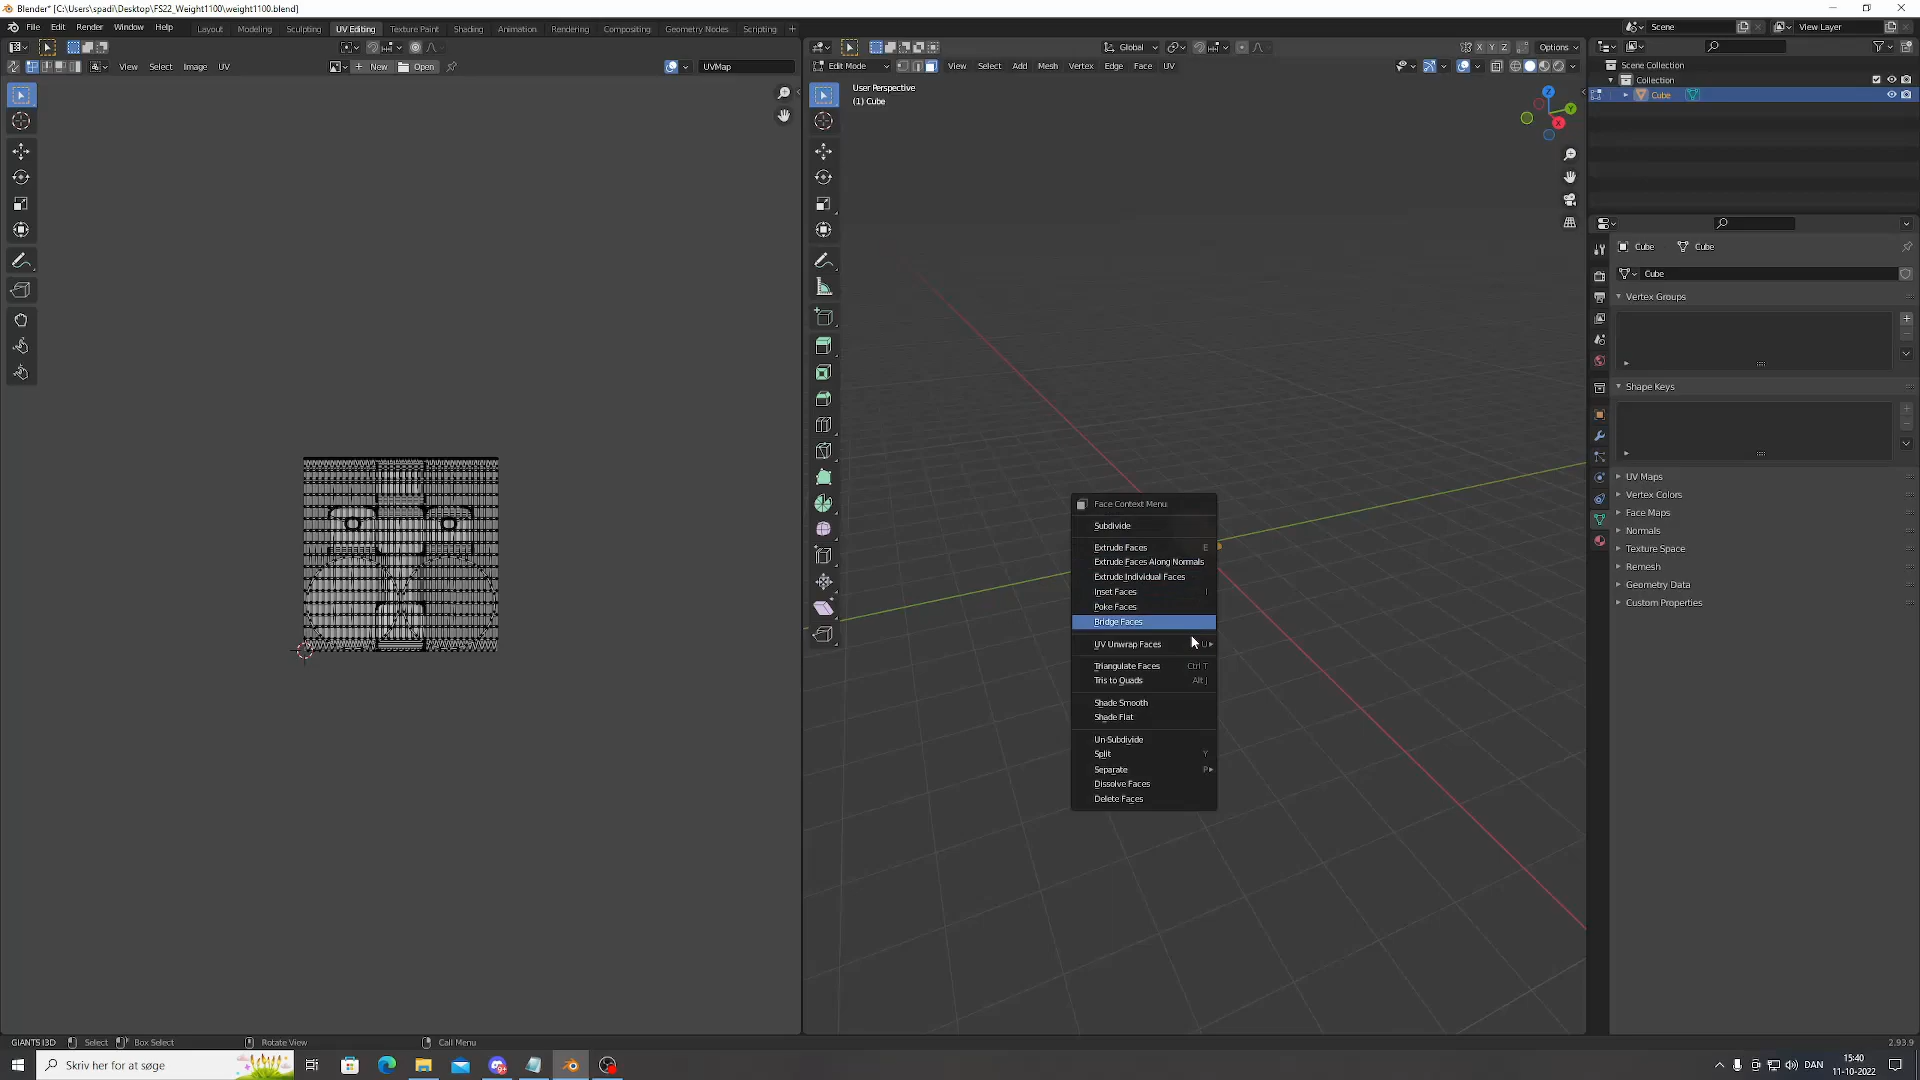 Blender* [C:\Users\spadi\Desktop\FS22_Weight1100\weight1100.blend]
File Edit Render Window Help Layout Modeling Sculpting UV Editing Texture Paint Shading Animation Rendering Compositing Geometry Nodes Scripting + Scene View Layer
Global Options
View Select Image UV New Open UVMap Edit Mode View Select Add Mesh Vertex Edge Face UV
User Perspective
(1) Cube
Z
Y
X
Scene Collection
Collection
Cube
Cube Cube
Cube
Vertex Groups
Shape Keys
UV Maps
Vertex Colors
Face Maps
Normals
Texture Space
Remesh
Geometry Data
Custom Properties
Face Context Menu
Subdivide
Extrude Faces E
Extrude Faces Along Normals
Extrude Individual Faces
Inset Faces I
Poke Faces
Bridge Faces
UV Unwrap Faces U
Triangulate Faces Ctrl T
Tris to Quads Alt J
Shade Smooth
Shade Flat
Un-Subdivide
Split Y
Separate P
Dissolve Faces
Delete Faces
GIANTS I3D Select Box Select Rotate View Call Menu 2.93.9
Skriv her for at søge DAN 15:40
11-10-2022